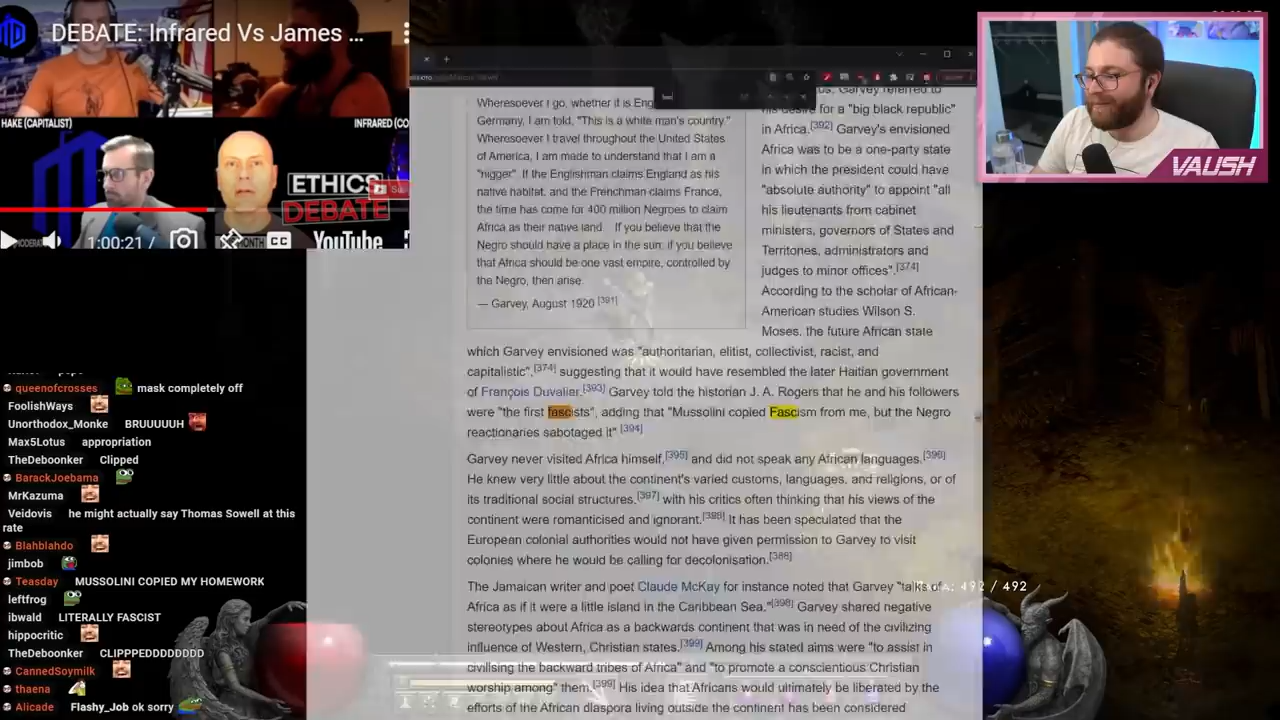 DEBATE: Infrared Vs James ...
HAKE (CAPITALIST)
INFRARED (CO
ETHICS
DEBATE
YouTube
MONTH
CC
1:00:21 /
VAUSH
Wheresoever I go, whether it is Eng
Germany, I am told, "This is a white man's country."
Wheresoever I travel throughout the United States
of America, I am made to understand that I am a
"nigger". If the Englishman claims England as his
native habitat, and the Frenchman claims France,
the time has come for 400 million Negroes to claim
Africa as their native land If you believe that the
Negro should have a place in the sun; if you believe
that Africa should be one vast empire, controlled by
the Negro, then arise.
— Garvey, August 1920 [391]
us. Garvey referred to
his desire for a "big black republic"
in Africa.[392] Garvey's envisioned
Africa was to be a one-party state
in which the president could have
"absolute authority" to appoint "all
his lieutenants from cabinet
ministers, governors of States and
Territories, administrators and
judges to minor offices".[374]
According to the scholar of African-
American studies Wilson S.
Moses, the future African state
which Garvey envisioned was "authoritarian, elitist, collectivist, racist, and
capitalistic",[374] suggesting that it would have resembled the later Haitian government
of François Duvalier.[393] Garvey told the historian J. A. Rogers that he and his followers
were "the first fascists", adding that "Mussolini copied Fascism from me, but the Negro
reactionaries sabotaged it".[394]
Garvey never visited Africa himself,[395] and did not speak any African languages.[396]
He knew very little about the continent's varied customs, languages, and religions, or of
its traditional social structures,[397] with his critics often thinking that his views of the
continent were romanticised and ignorant.[398] It has been speculated that the
European colonial authorities would not have given permission to Garvey to visit
colonies where he would be calling for decolonisation.[388]
The Jamaican writer and poet Claude McKay for instance noted that Garvey "talks of
Africa as if it were a little island in the Caribbean Sea."[398] Garvey shared negative
stereotypes about Africa as a backwards continent that was in need of the civilizing
influence of Western, Christian states.[399] Among his stated aims were "to assist in
civilising the backward tribes of Africa" and "to promote a conscientious Christian
worship among" them.[399] His idea that Africans would ultimately be liberated by the
efforts of the African diaspora living outside the continent has been considered
492 / 492
queenofcrosses mask completely off
FoolishWays
Unorthodox_Monke BRUUUUUH
Max5Lotus appropriation
TheDeboonker Clipped
BarackJoebama
MrKazuma
Veidovis he might actually say Thomas Sowell at this
rate
Blahblahdo
jimbob
Teasday MUSSOLINI COPIED MY HOMEWORK
leftfrog
ibwald LITERALLY FASCIST
hippocritic
TheDeboonker CLIPPPEDDDDDDDD
CannedSoymilk
thaena
Alicade Flashy_Job ok sorry